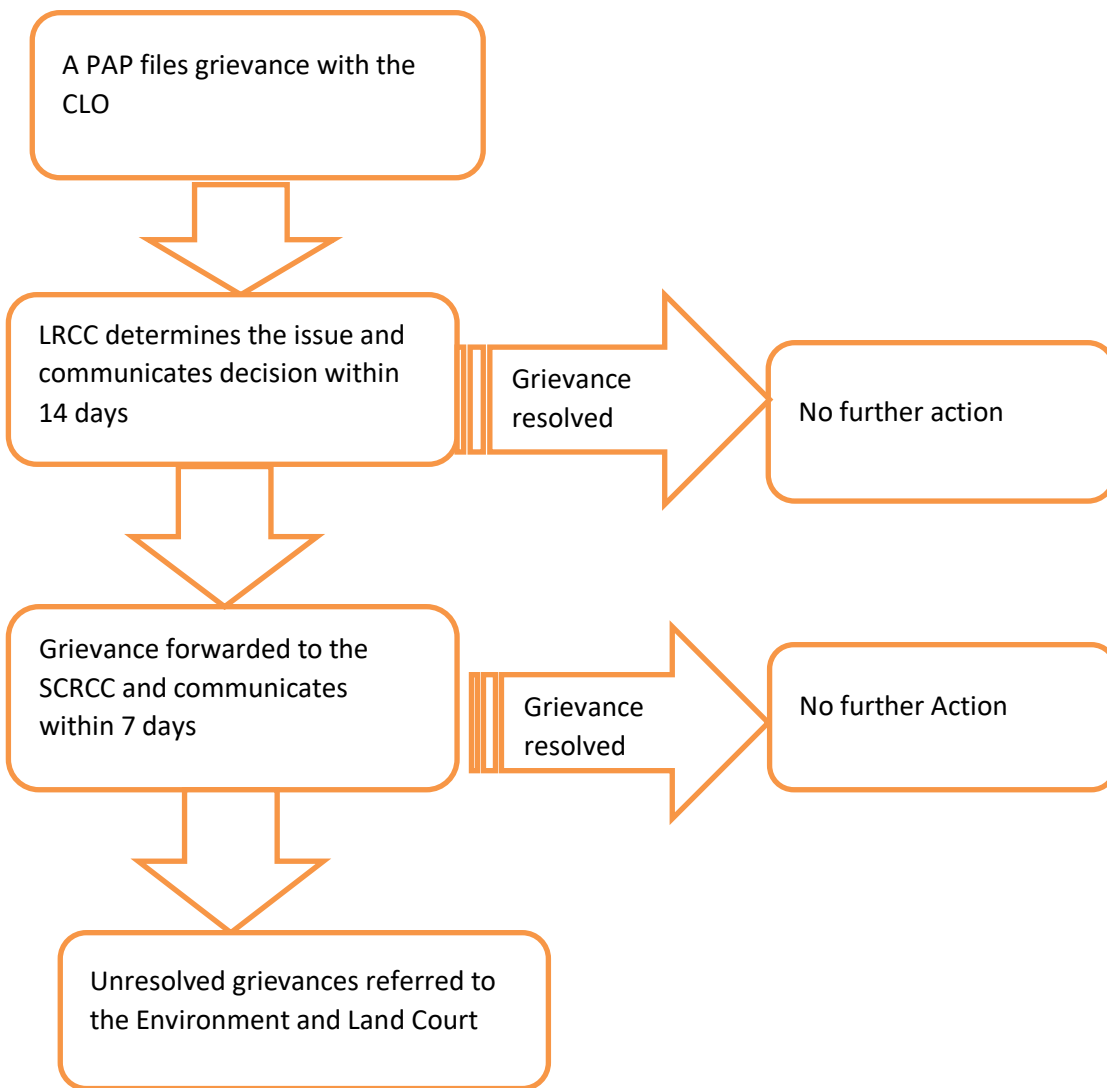 A PAP files grievance with the
CLO
LRCC determines the issue and
communicates decision within
14 days
Grievance
resolved
No further action
Grievance forwarded to the
SCRCC and communicates
within 7 days
Grievance
resolved
No further Action
Unresolved grievances referred to
the Environment and Land Court